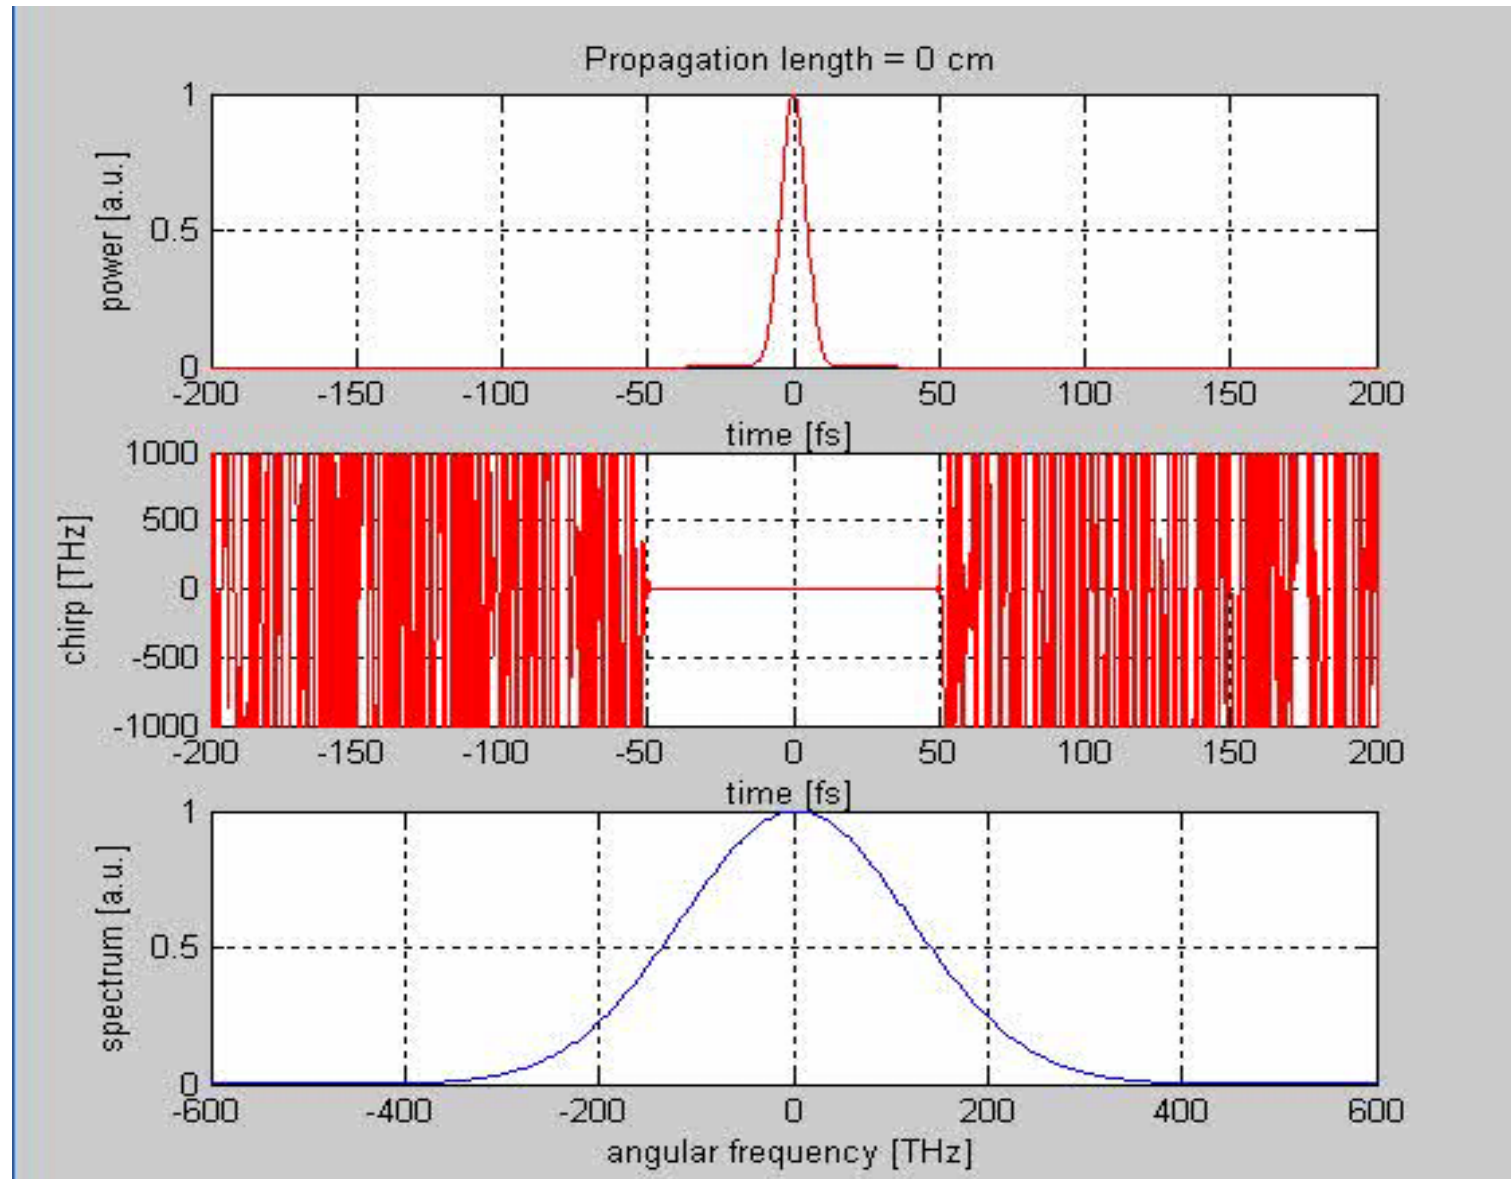 Propagation length = 0 cm
1
0.5
0
power [a.u.]
-200 -150 -100 -50 0 50 100 150 200
time [fs]
1000
500
0
-500
-1000
chirp [THz]
-200 -150 -100 -50 0 50 100 150 200
time [fs]
1
0.5
0
spectrum [a.u.]
-600 -400 -200 0 200 400 600
angular frequency [THz]